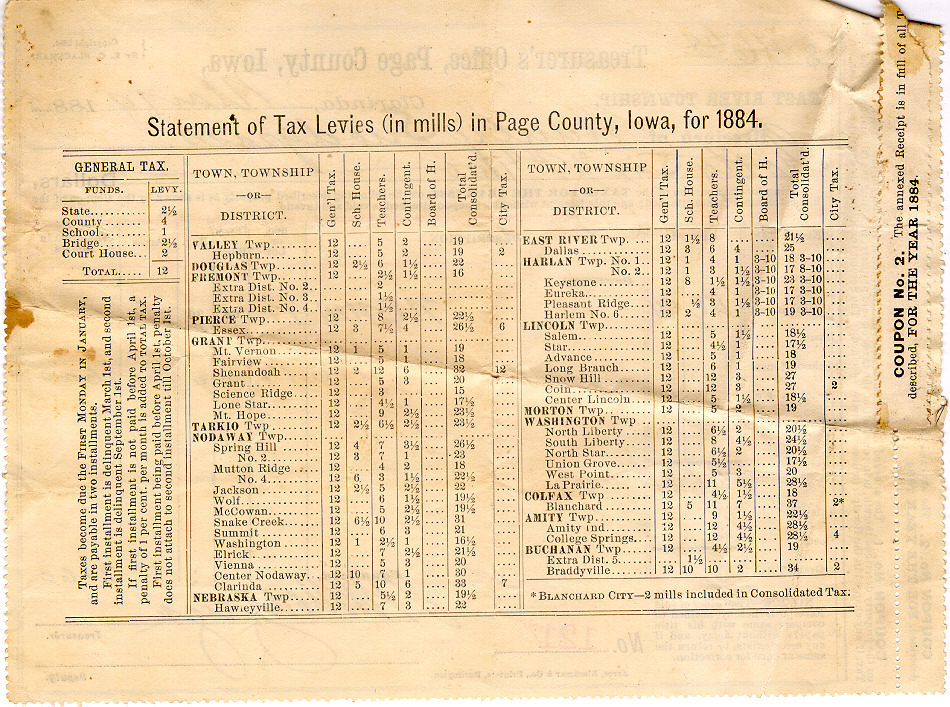 Statement of Tax Levies (in mills) in Page County, Iowa, for 1884.
GENERAL TAX.
FUNDS. LEVY.
State.......... 2½
County........ 4
School......... 1
Bridge......... 2½
Court House... 2
TOTAL..... 12
Taxes become due the FIRST MONDAY IN JANUARY,
and are payable in two installments.
First installment is delinquent March 1st, and second
installment is delinquent September 1st.
If first installment is not paid before April 1st, a
penalty of 1 per cent. per month is added TO TOTAL TAX.
First installment being paid before April 1st, penalty
does not attach to second installment till October 1st.
TOWN, TOWNSHIP —OR— DISTRICT. Gen'l Tax. Sch. House. Teachers. Contingent. Board of H. Total Consolidat'd. City Tax.
VALLEY Twp 12 .... 5 2 .... 19 ....
Hepburn 12 .... 5 2 .... 19 2
DOUGLAS Twp 12 2½ 6 1½ .... 22 ....
FREMONT Twp 12 .... 2½ 1½ .... 16 ....
Extra Dist. No. 2 2
Extra Dist. No. 3 1½
Extra Dist. No. 4 1½
PIERCE Twp 12 .... 8 2½ .... 22½ ....
Essex 12 3 7½ 4 .... 26½ 6
GRANT Twp
Mt. Vernon 12 1 5 1 .... 19 ....
Fairview 12 .... 5 1 .... 18 ....
Shenandoah 12 2 12 6 .... 32 12
Grant 12 .... 5 3 .... 20 ....
Science Ridge 12 .... 3 .... .... 15 ....
Lone Star 12 .... 4½ 1 .... 17½ ....
Mt. Hope 12 .... 9 2½ .... 23½ ....
TARKIO Twp 12 2½ 6½ 2½ .... 23½ ....
NODAWAY Twp
Spring Hill 12 4 7 3½ .... 26½ ....
No. 2 12 3 7 1 .... 23 ....
Mutton Ridge 12 .... 4 2 .... 18 ....
No. 4 12 6 3 1½ .... 22½ ....
Jackson 12 2½ 5 2½ .... 22 ....
Wolf 12 .... 6 1½ .... 19½ ....
McCowan 12 .... 5 2½ .... 19½ ....
Snake Creek 12 6½ 10 2½ .... 31 ....
Summit 12 .... 6 3 .... 21 ....
Washington 12 1 2½ 1 .... 16½ ....
Elrick 12 .... 7 2½ .... 21½ ....
Vienna 12 .... 5 3 .... 20 ....
Center Nodaway 12 10 7 1 .... 30 ....
Clarinda 12 5 10 6 .... 33 7
NEBRASKA Twp 12 .... 5½ 2 .... 19½ ....
Hawleyville 12 .... 7 3 .... 22 ....
TOWN, TOWNSHIP —OR— DISTRICT. Gen'l Tax. Sch. House. Teachers. Contingent. Board of H. Total Consolidat'd. City Tax.
EAST RIVER Twp 12 1½ 8 .... .... 21½ ....
Dallas 12 3 6 4 .... 25 ....
HARLAN Twp. No. 1 12 1 4 1 3-10 18 3-10 ....
No. 2 12 1 3 1½ 3-10 17 8-10 ....
Keystone 12 8 1½ 1½ 3-10 23 3-10 ....
Eureka 12 .... 4 1 3-10 17 3-10 ....
Pleasant Ridge 12 ½ 3 1½ 3-10 17 3-10 ....
Harlem No. 6 12 2 4 1 3-10 19 3-10 ....
LINCOLN Twp
Salem 12 .... 5 1½ .... 18½ ....
Star 12 .... 4½ 1 .... 17½ ....
Advance 12 .... 5 1 .... 18 ....
Long Branch 12 .... 6 1 .... 19 ....
Snow Hill 12 .... 12 3 .... 27 ....
Coin 12 .... 12 3 .... 27 2
Center Lincoln 12 .... 5 1½ .... 18½ ....
MORTON Twp 12 .... 5 2 .... 19 ....
WASHINGTON Twp
North Liberty 12 .... 6½ 2 .... 20½ ....
South Liberty 12 .... 8 4½ .... 24½ ....
North Star 12 .... 6½ 2 .... 20½ ....
Union Grove 12 .... 5½ .... .... 17½ ....
West Point 12 .... 5 3 .... 20 ....
La Prairie 12 .... 11 5½ .... 28½ ....
COLFAX Twp 12 .... 4½ 1½ .... 18 ....
Blanchard 12 5 11 7 .... 37 2*
AMITY Twp 12 .... 9 1½ .... 22½ ....
Amity Ind 12 .... 12 4½ .... 28½ ....
College Springs 12 .... 12 4½ .... 28½ 4
BUCHANAN Twp 12 .... 4½ 2½ .... 19 ....
Extra Dist. 5 1½
Braddyville 12 10 10 2 .... 34 2
* BLANCHARD CITY—2 mills included in Consolidated Tax.
COUPON No. 2. The annexed Receipt is in full of all T
described, FOR THE YEAR 1884.